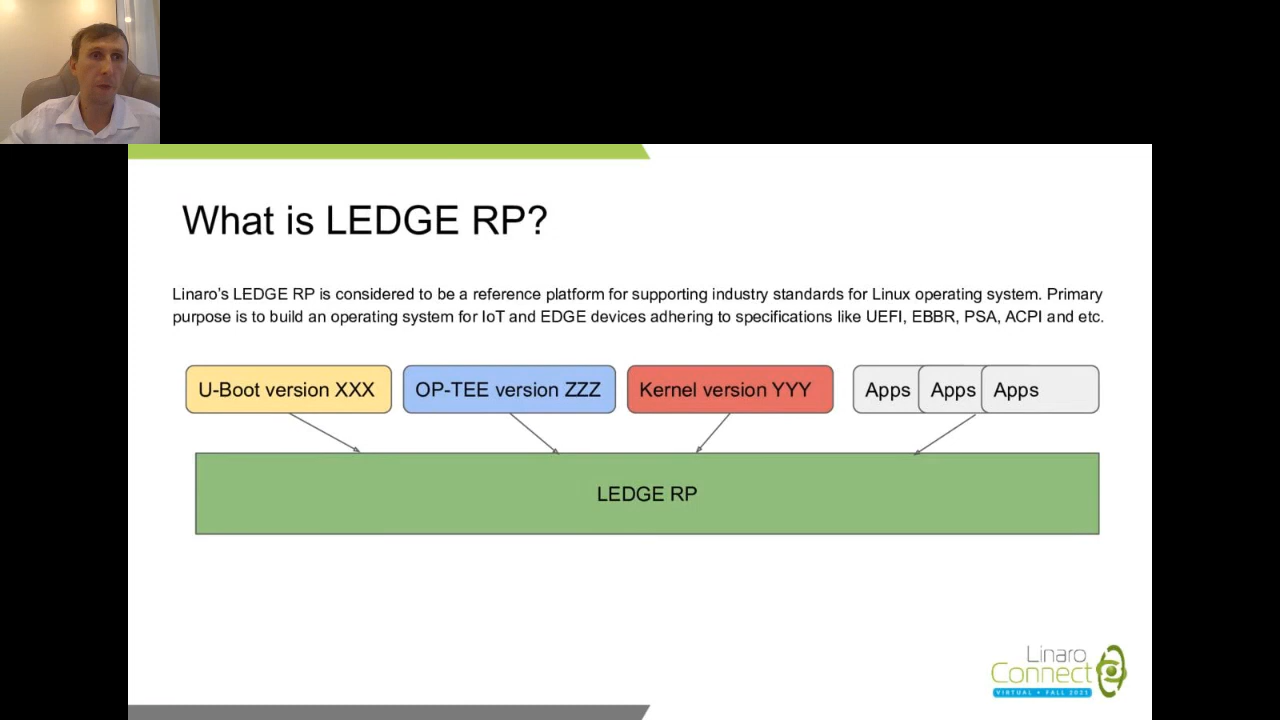 What is LEDGE RP?
Linaro's LEDGE RP is considered to be a reference platform for supporting industry standards for Linux operating system. Primary
purpose is to build an operating system for IoT and EDGE devices adhering to specifications like UEFI, EBBR, PSA, ACPI and etc.
U-Boot version XXX
OP-TEE version ZZZ
Kernel version YYY
Apps
Apps
Apps
LEDGE RP
Linaro
Connect
VIRTUAL • FALL 2021